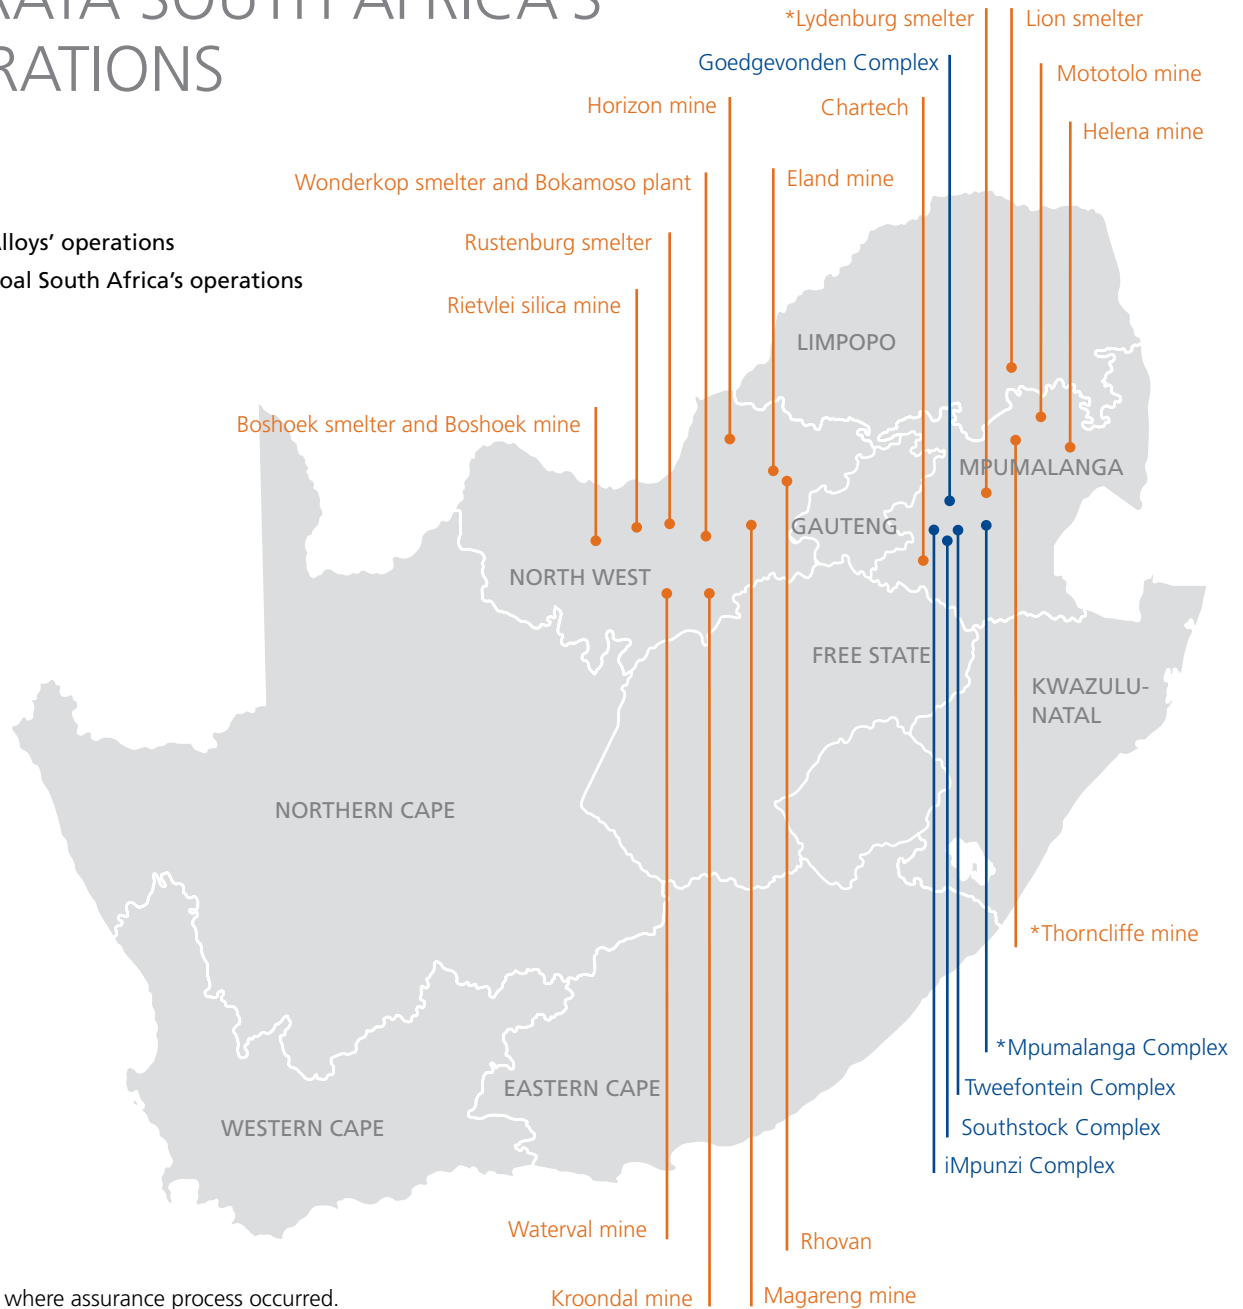 RATA SOUTH AFRICA'S
RATIONS
*Lydenburg smelter
Lion smelter
Goedgevonden Complex
Mototolo mine
Horizon mine
Chartech
Helena mine
Wonderkop smelter and Bokamoso plant
Eland mine
lloys' operations
Rustenburg smelter
oal South Africa's operations
Rietvlei silica mine
LIMPOPO
Boshoek smelter and Boshoek mine
MPUMALANGA
GAUTENG
NORTH WEST
FREE STATE
KWAZULU-
NATAL
NORTHERN CAPE
*Thorncliffe mine
*Mpumalanga Complex
EASTERN CAPE
Tweefontein Complex
WESTERN CAPE
Southstock Complex
iMpunzi Complex
Waterval mine
Rhovan
where assurance process occurred.
Kroondal mine
Magareng mine